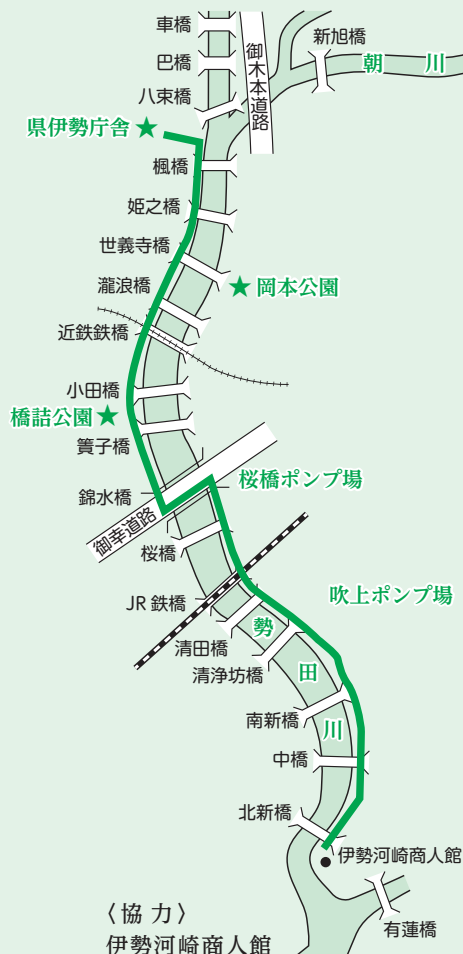 車橋
新旭橋
巴橋
朝川
御木本道路
八束橋
県伊勢庁舎★
楓橋
姫之橋
世義寺橋
瀧浪橋
★岡本公園
近鉄鉄橋
小田橋
橋詰公園★
簀子橋
桜橋ポンプ場
錦水橋
御幸道路
桜橋
吹上ポンプ場
JR鉄橋
勢田川
清田橋
清浄坊橋
南新橋
中橋
北新橋
伊勢河崎商人館
有蓮橋
〈協力〉
伊勢河崎商人館